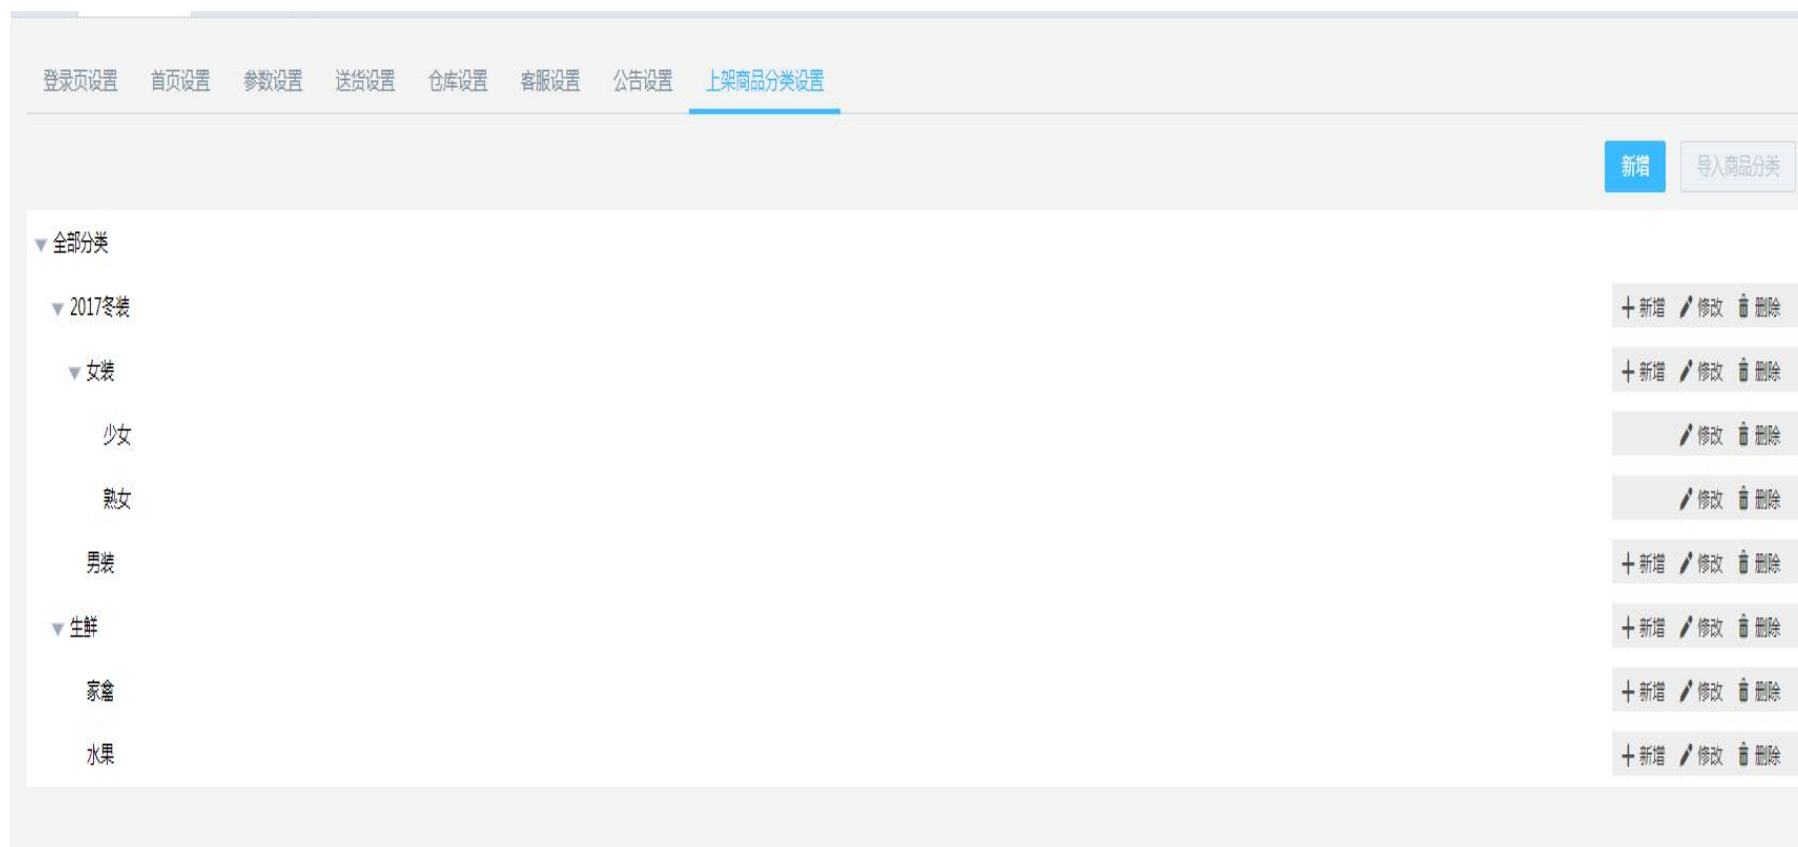 登录页设置 首页设置 参数设置 送货设置 仓库设置 客服设置 公告设置 上架商品分类设置
新增 导入商品分类
全部分类
2017冬装 新增 修改 删除
女装 新增 修改 删除
少女 修改 删除
熟女 修改 删除
男装 新增 修改 删除
生鲜 新增 修改 删除
家禽 新增 修改 删除
水果 新增 修改 删除